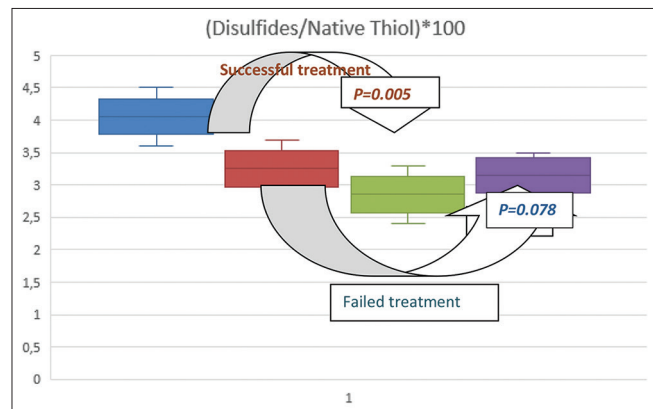 (Disulfides/Native Thiol)*100
5
4,5
4
3,5
3
2,5
2
1,5
1
0,5
0
Successful treatment
P=0.005
P=0.078
Failed treatment
1